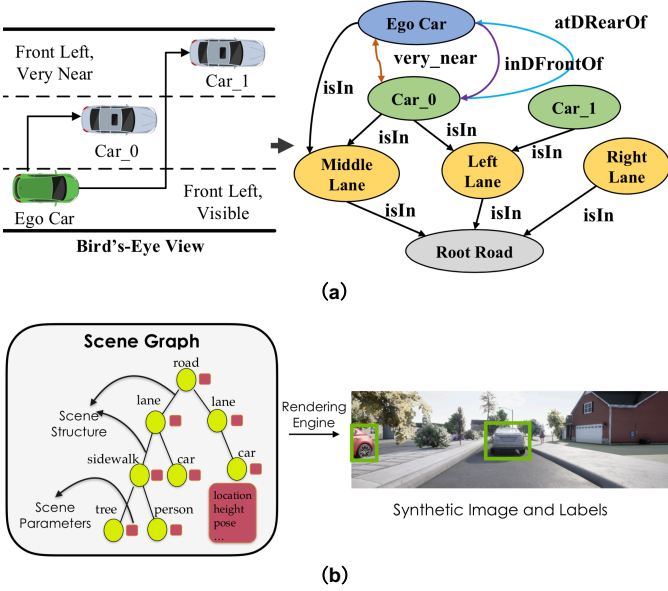 Front Left,
Very Near
Car_1
Car_0
Ego Car
Front Left,
Visible
Bird's-Eye View
Ego Car
atDRearOf
very_near
inDFrontOf
isIn
Car_0
Car_1
isIn
isIn
isIn
Middle
Lane
Left
Lane
Right
Lane
isIn
isIn
isIn
Root Road
(a)
Scene Graph
road
lane
lane
Scene
Structure
sidewalk
car
car
Scene
Parameters
tree
person
location
height
pose
...
Rendering
Engine
Synthetic Image and Labels
(b)